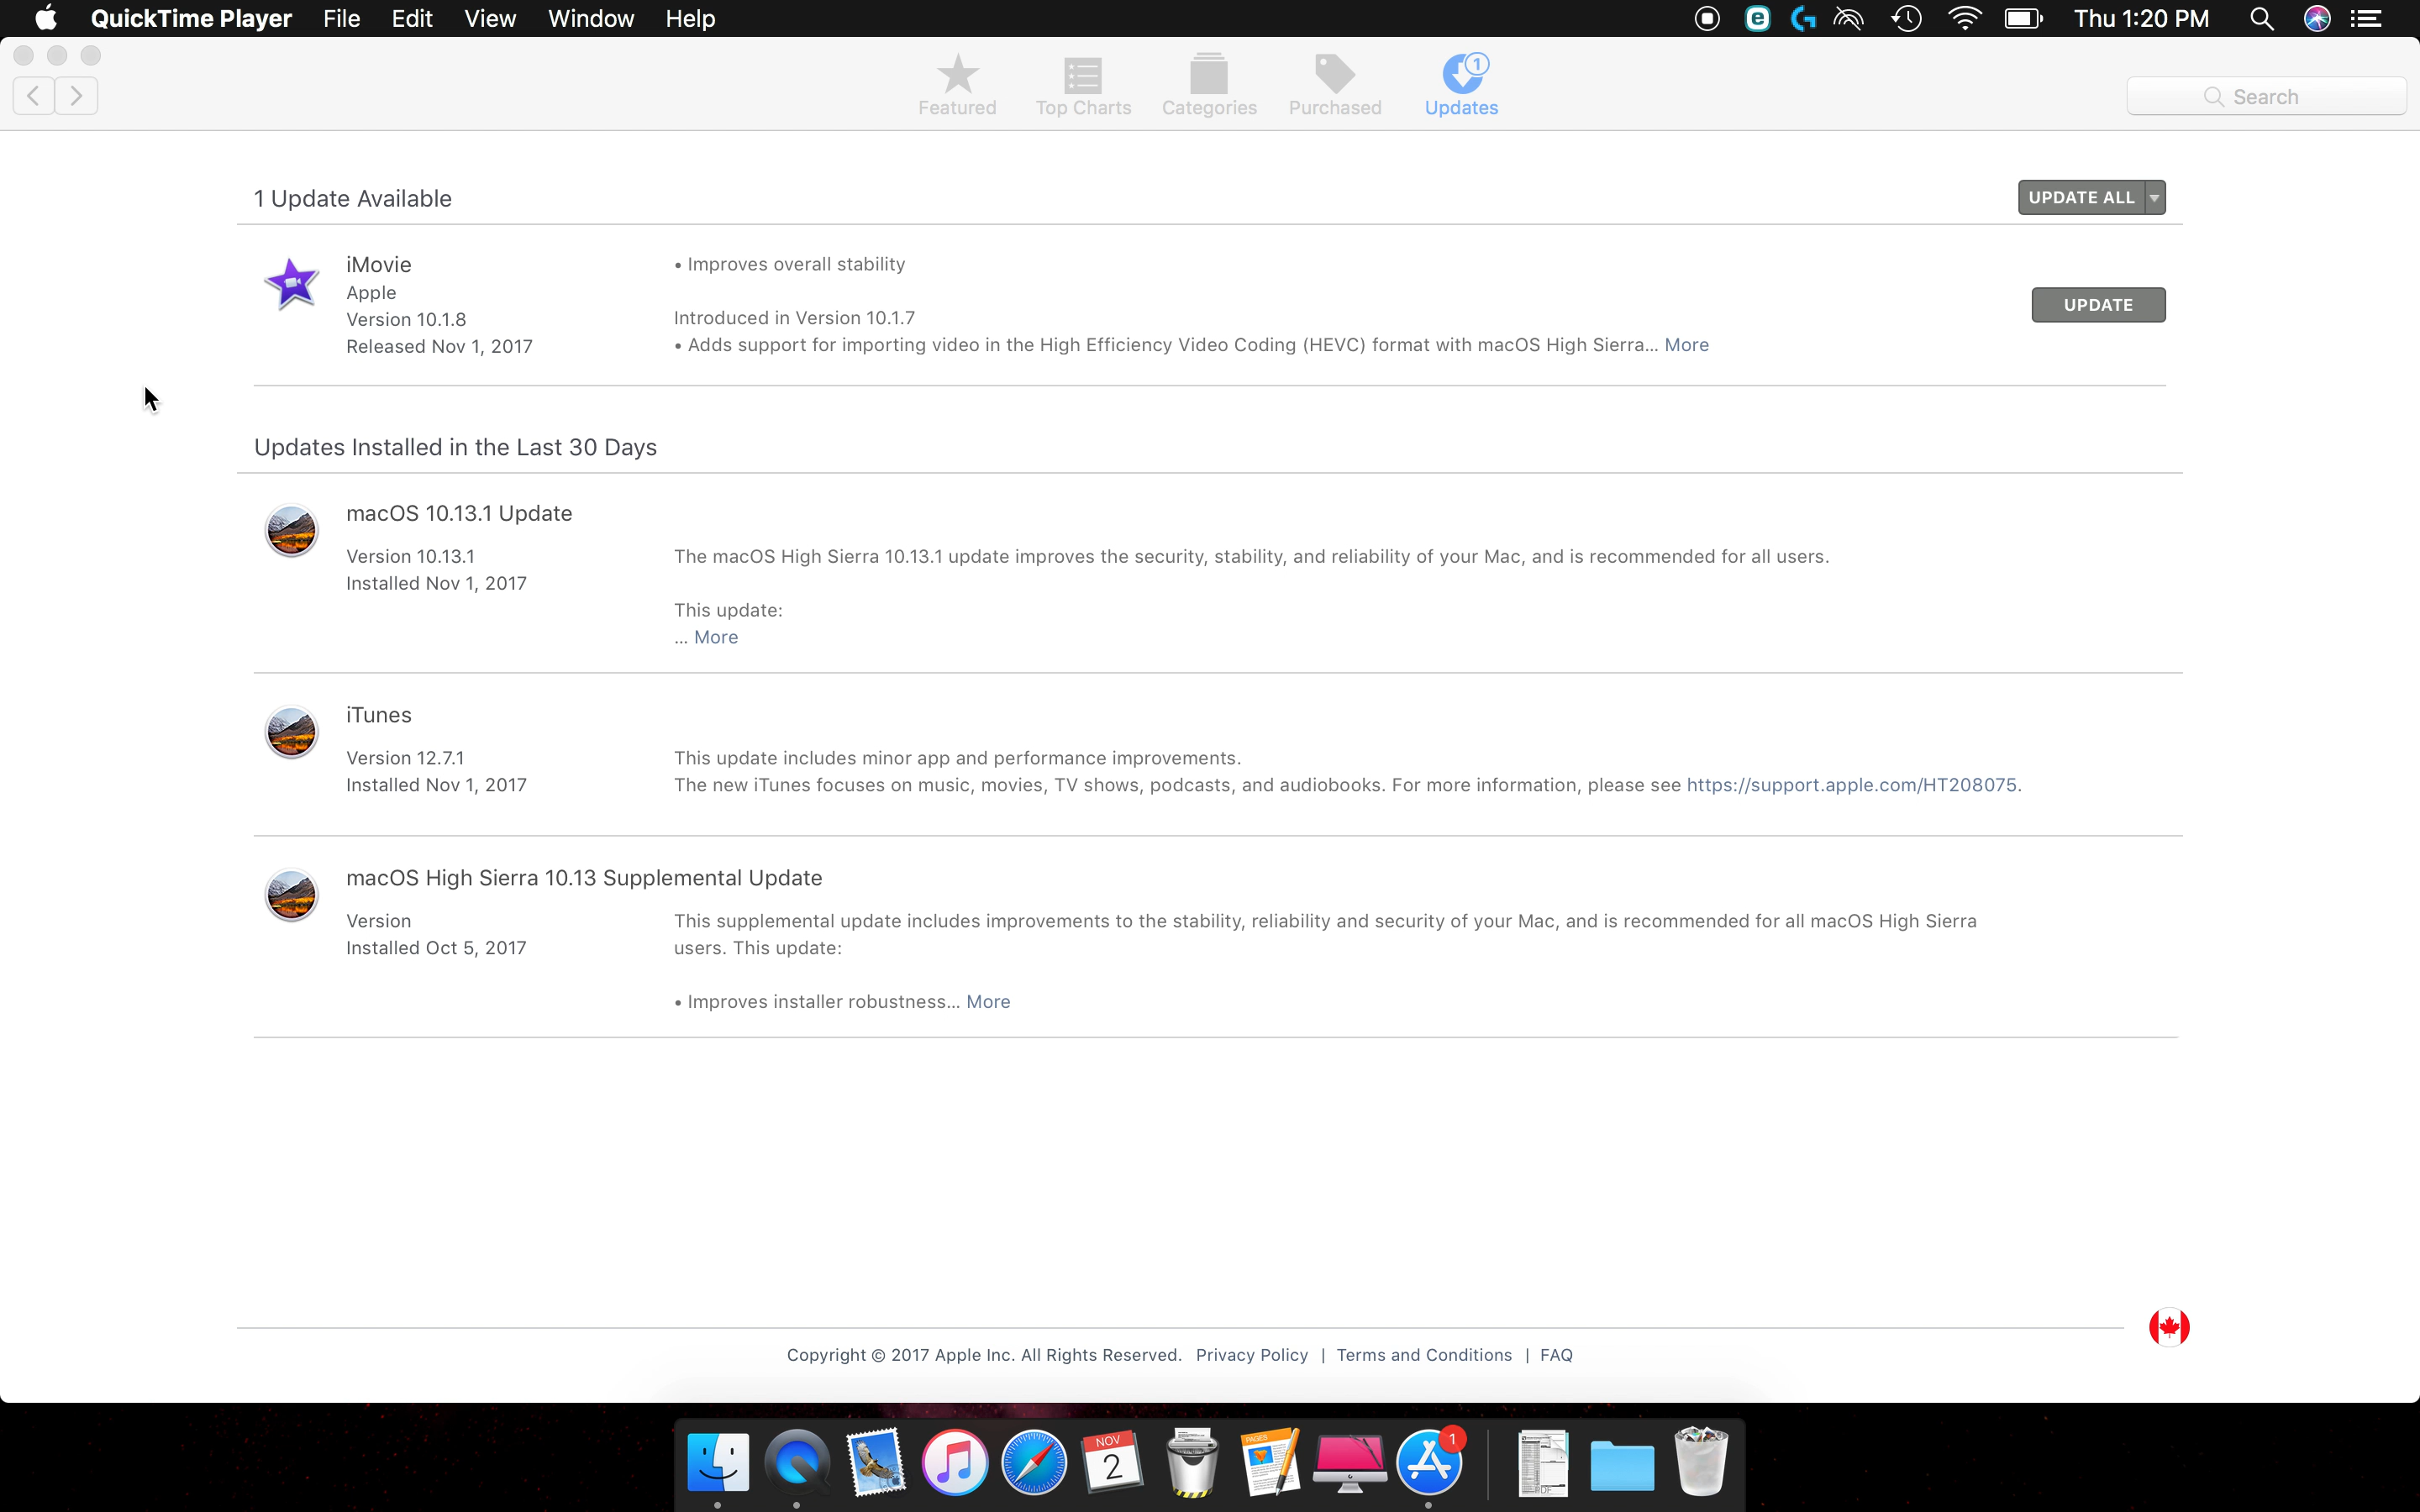 QuickTime Player File Edit View Window Help Thu 1:20 PM
Featured Top Charts Categories Purchased Updates 1
Search
1 Update Available UPDATE ALL
iMovie
Apple
Version 10.1.8
Released Nov 1, 2017
• Improves overall stability
Introduced in Version 10.1.7
• Adds support for importing video in the High Efficiency Video Coding (HEVC) format with macOS High Sierra... More
UPDATE
Updates Installed in the Last 30 Days
macOS 10.13.1 Update
Version 10.13.1
Installed Nov 1, 2017
The macOS High Sierra 10.13.1 update improves the security, stability, and reliability of your Mac, and is recommended for all users.
This update:
... More
iTunes
Version 12.7.1
Installed Nov 1, 2017
This update includes minor app and performance improvements.
The new iTunes focuses on music, movies, TV shows, podcasts, and audiobooks. For more information, please see https://support.apple.com/HT208075.
macOS High Sierra 10.13 Supplemental Update
Version
Installed Oct 5, 2017
This supplemental update includes improvements to the stability, reliability and security of your Mac, and is recommended for all macOS High Sierra
users. This update:
• Improves installer robustness... More
Copyright © 2017 Apple Inc. All Rights Reserved. Privacy Policy | Terms and Conditions | FAQ
NOV
2
PAGES
1